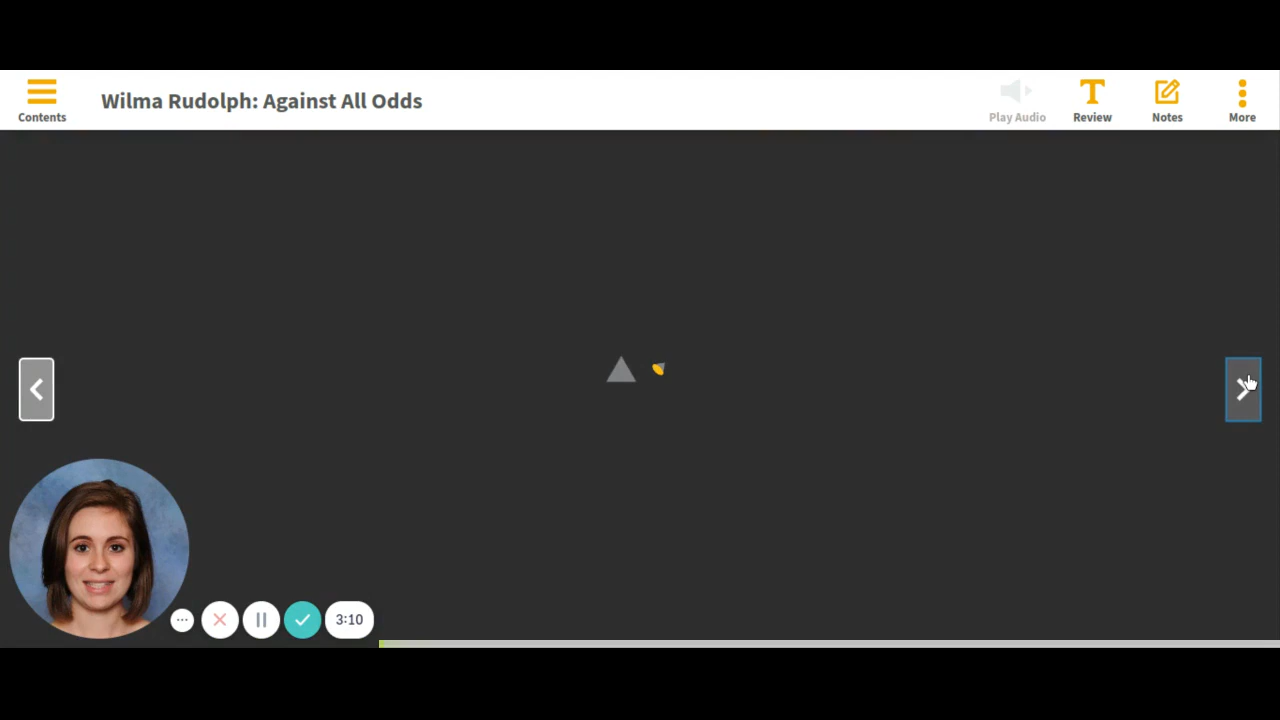 Wilma Rudolph: Against All Odds
Contents
Play Audio
Review
Notes
More
3:10